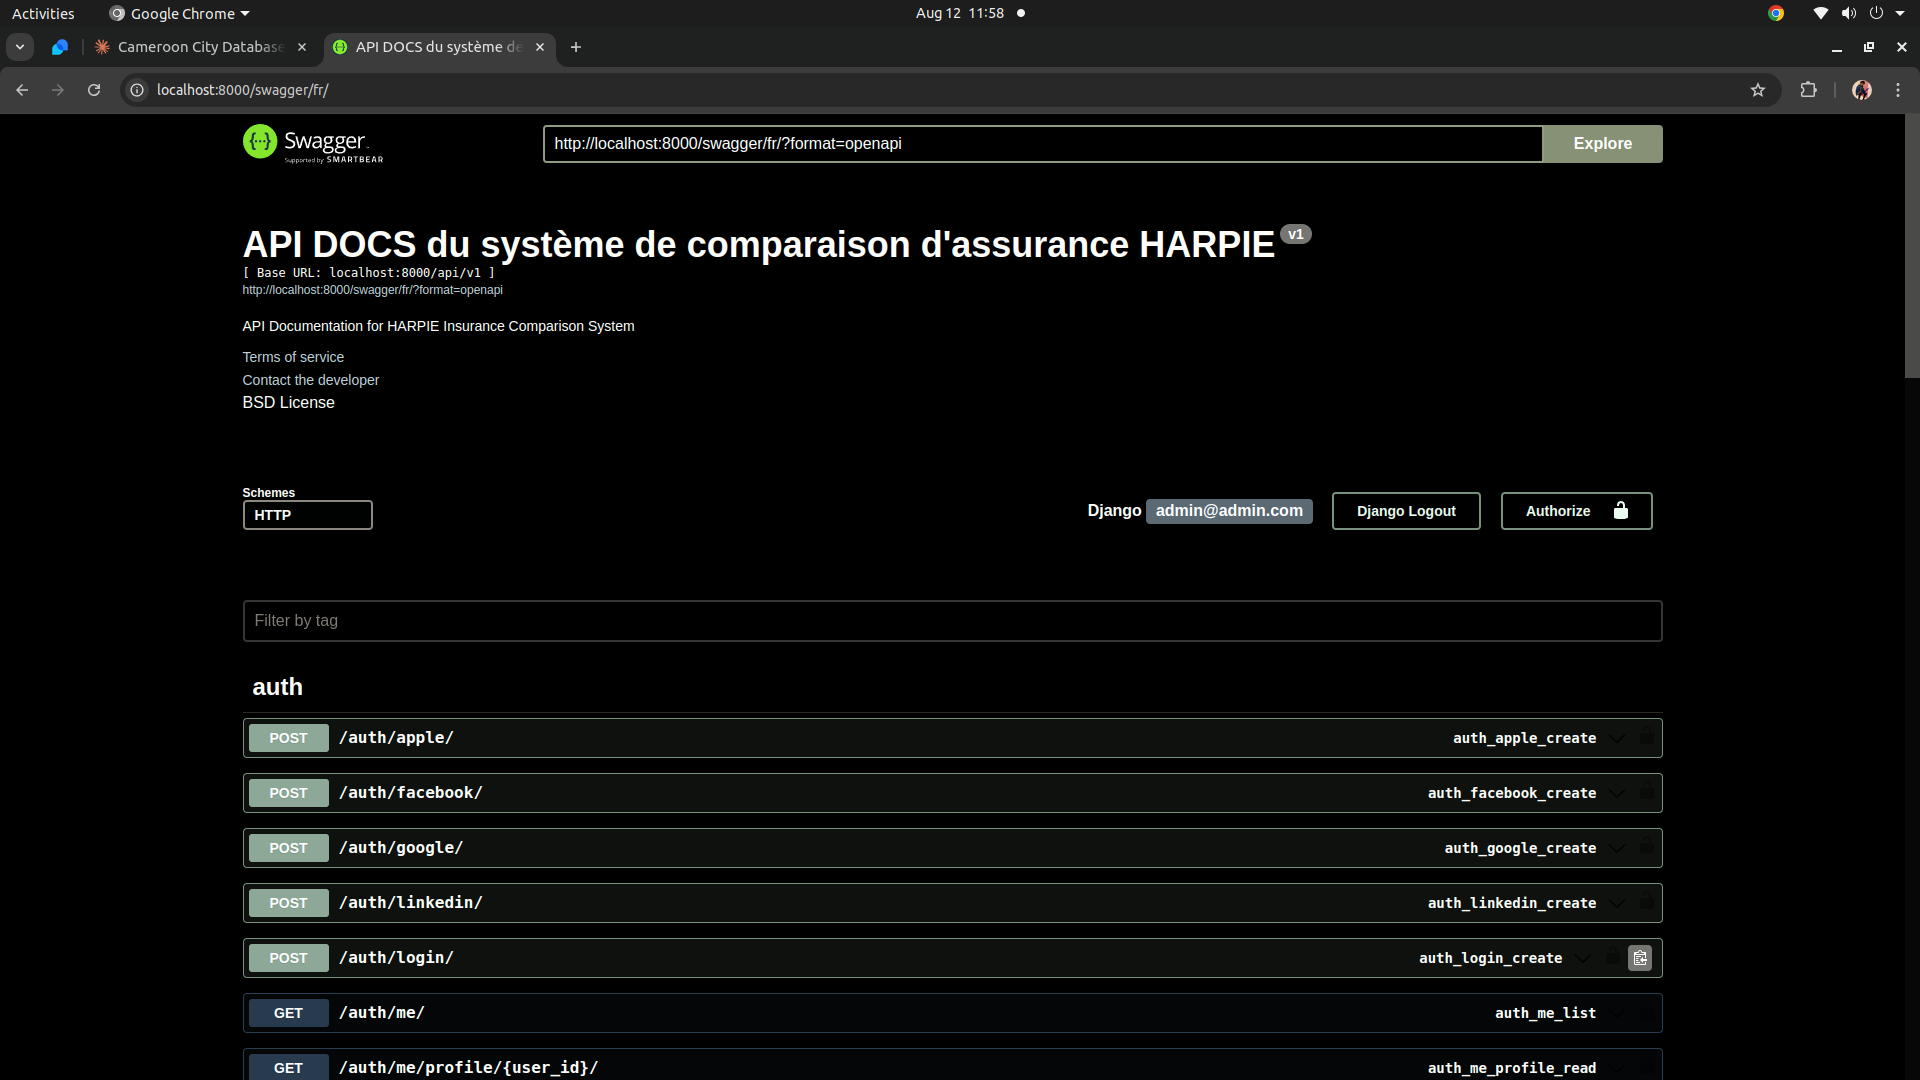 Activities
Google Chrome
Aug 12 11:58
Cameroon City Database
API DOCS du système de
localhost:8000/swagger/fr/
Swagger
Supported by SMARTBEAR
http://localhost:8000/swagger/fr/?format=openapi
Explore
API DOCS du système de comparaison d'assurance HARPIE v1
[ Base URL: localhost:8000/api/v1 ]
http://localhost:8000/swagger/fr/?format=openapi
API Documentation for HARPIE Insurance Comparison System
Terms of service
Contact the developer
BSD License
Schemes
HTTP
Django admin@admin.com
Django Logout
Authorize
Filter by tag
auth
POST /auth/apple/ auth_apple_create
POST /auth/facebook/ auth_facebook_create
POST /auth/google/ auth_google_create
POST /auth/linkedin/ auth_linkedin_create
POST /auth/login/ auth_login_create
GET /auth/me/ auth_me_list
GET /auth/me/profile/{user_id}/ auth_me_profile_read